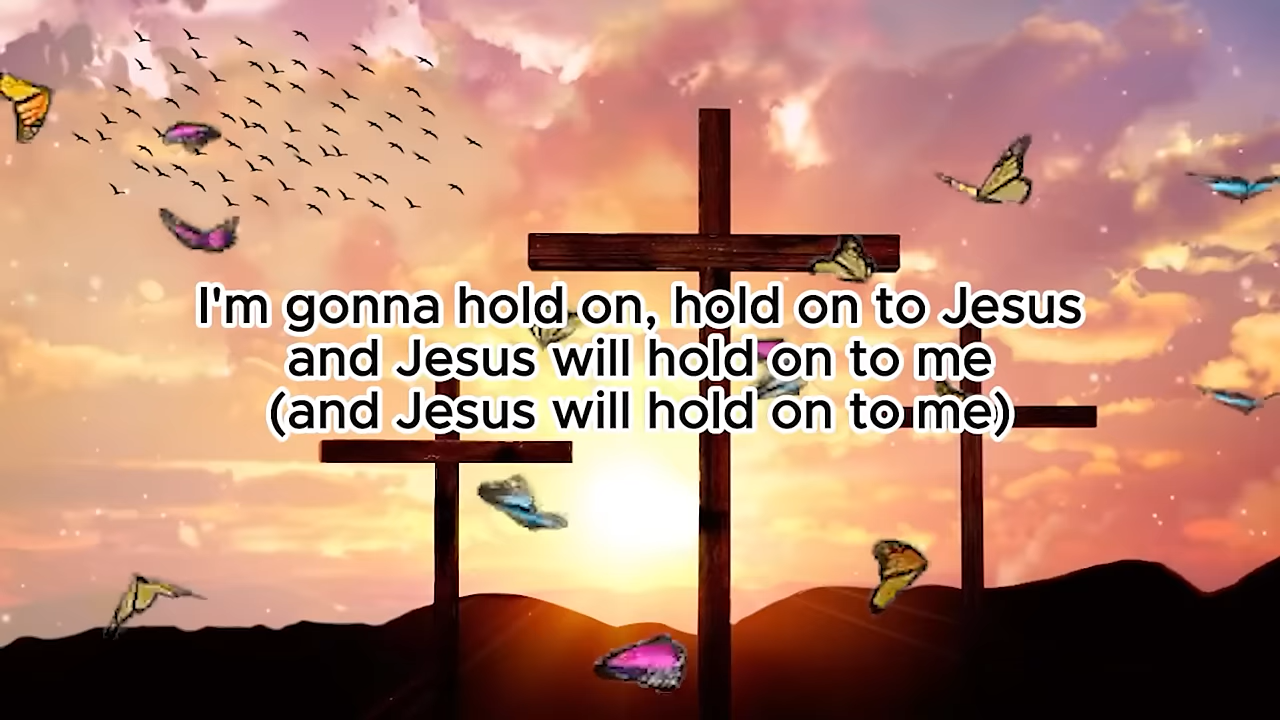 I'm gonna hold on, hold on to Jesus
and Jesus will hold on to me
(and Jesus will hold on to me)